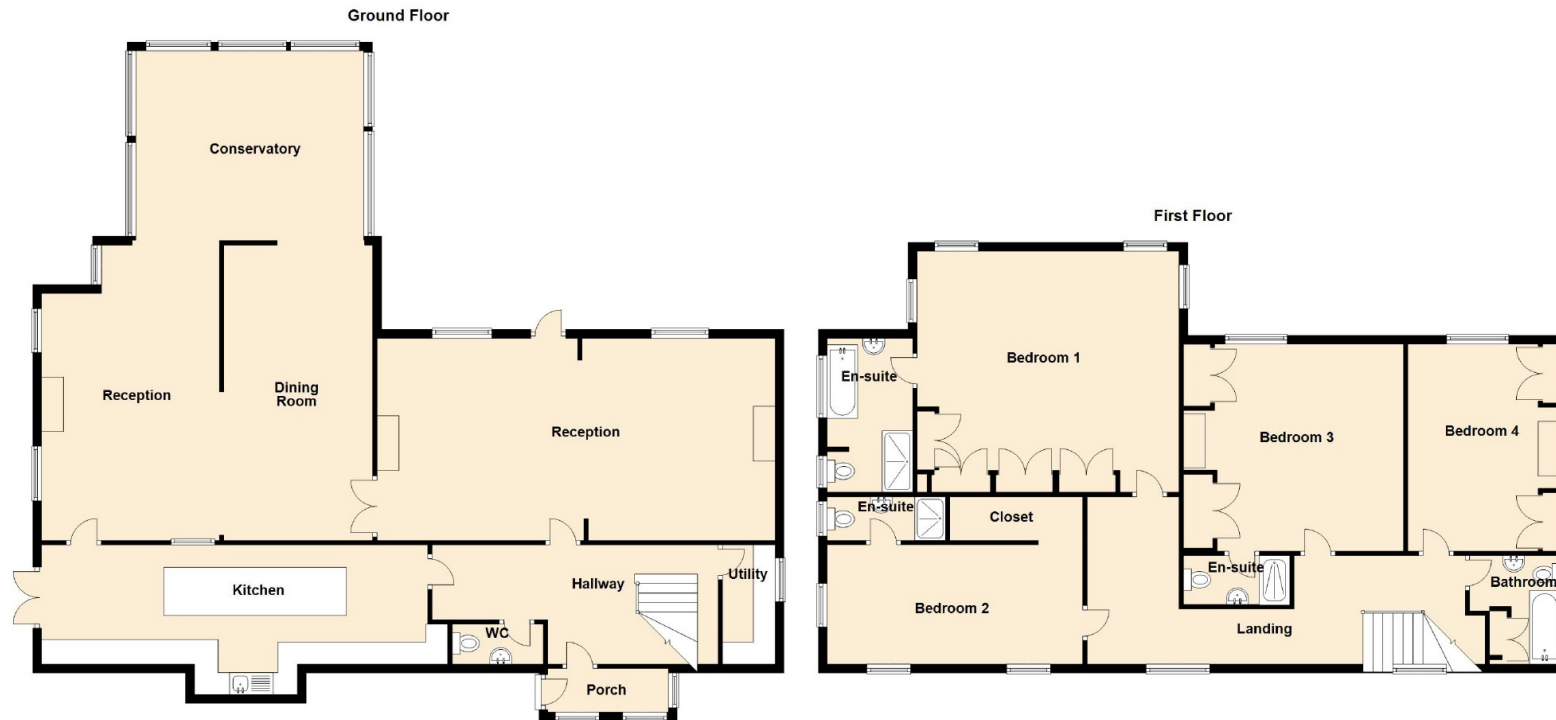 Ground Floor
Conservatory
Reception
Dining
Room
Reception
Kitchen
Hallway
Utility
WC
Porch
First Floor
Bedroom 1
En-suite
Bedroom 3
Bedroom 4
En-suite
Closet
Bedroom 2
En-suite
Bathroom
Landing